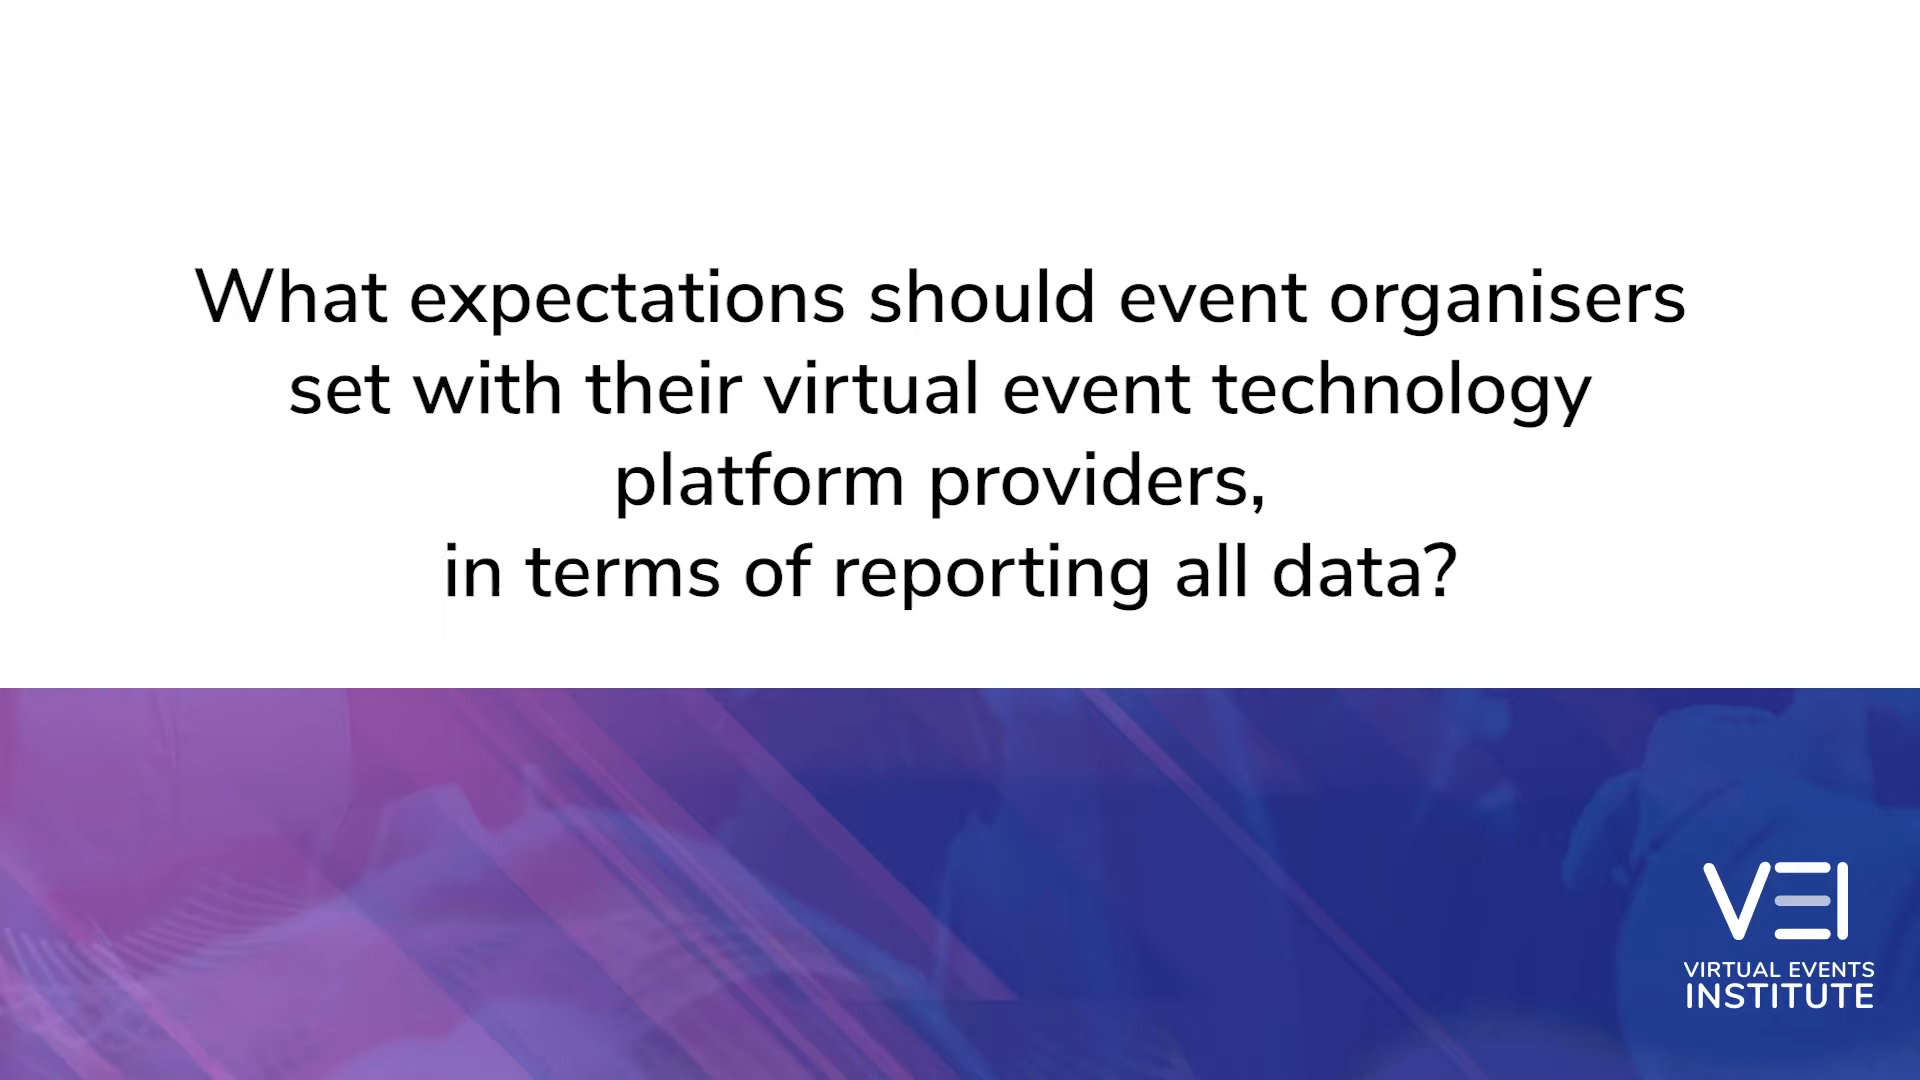 What expectations should event organisers
set with their virtual event technology
platform providers,
in terms of reporting all data?
VEI
VIRTUAL EVENTS
INSTITUTE